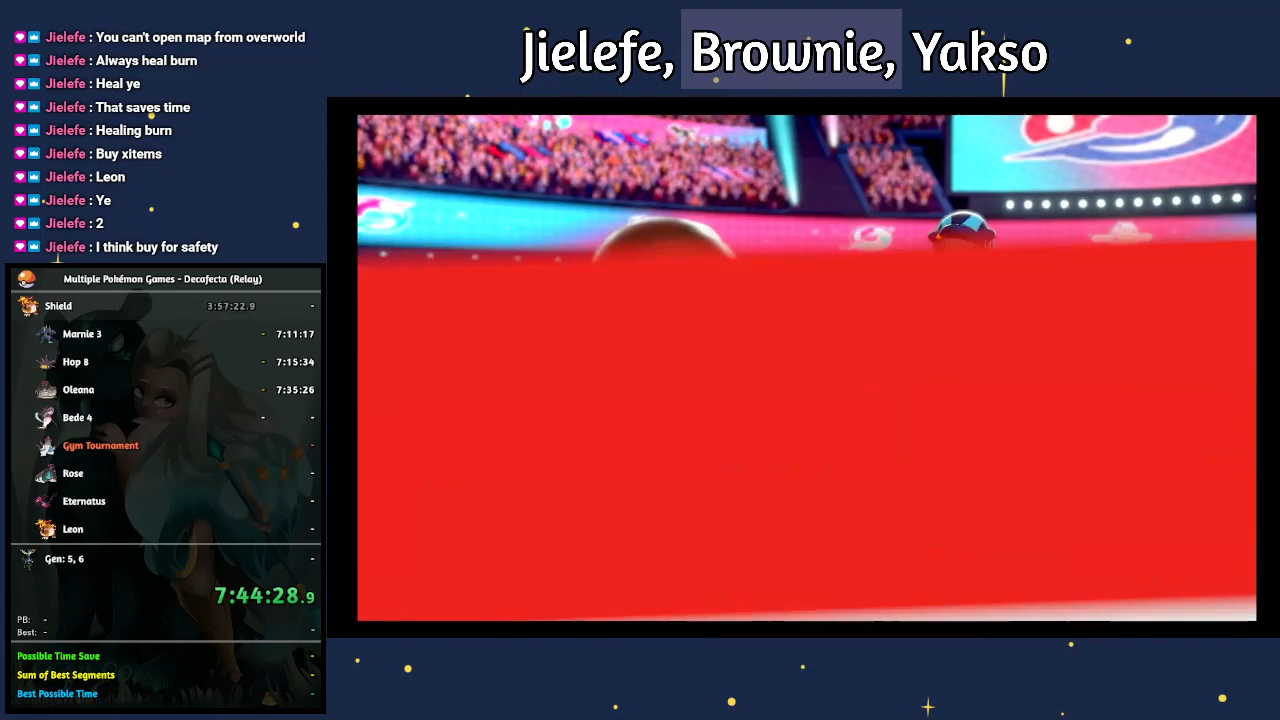 Jielefe : You can't open map from overworld
Jielefe : Always heal burn
Jielefe : Heal ye
Jielefe : That saves time
Jielefe : Healing burn
Jielefe : Buy xitems
Jielefe : Leon
Jielefe : Ye
Jielefe : 2
Jielefe : I think buy for safety
Jielefe, Brownie, Yakso
Multiple Pokémon Games - Decafecta (Relay)
Shield 3:57:22.9 -
Marnie 3 - 7:11:17
Hop 8 - 7:15:34
Oleana - 7:35:26
Bede 4 - -
Gym Tournament -
Rose -
Eternatus -
Leon -
Gen: 5, 6 -
7:44:28.9
PB: -
Best: - -
Possible Time Save -
Sum of Best Segments -
Best Possible Time -